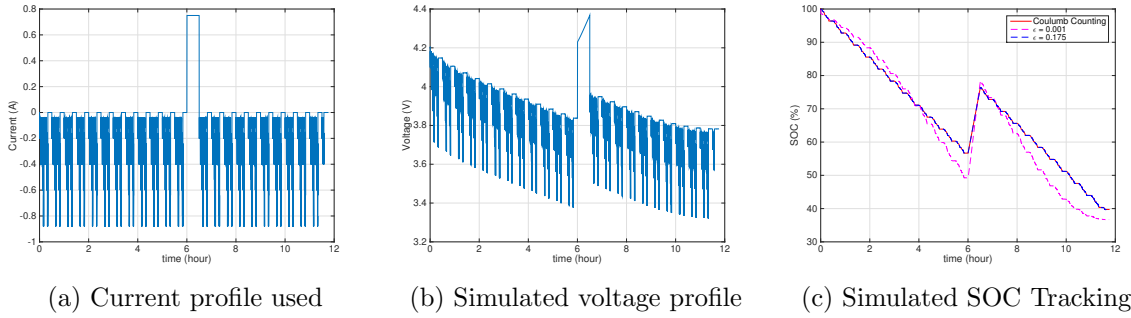 0.8
0.6
0.4
0.2
0
-0.2
-0.4
-0.6
-0.8
-1
Current (A)
0 2 4 6 8 10 12
time (hour)
4.4
4.2
4
3.8
3.6
3.4
3.2
Voltage (V)
0 2 4 6 8 10 12
time (hour)
100
90
80
70
60
50
40
30
SOC (%)
Coulumb Counting
ϵ = 0.001
ϵ = 0.175
0 2 4 6 8 10 12
time (hour)
(a) Current profile used
(b) Simulated voltage profile
(c) Simulated SOC Tracking